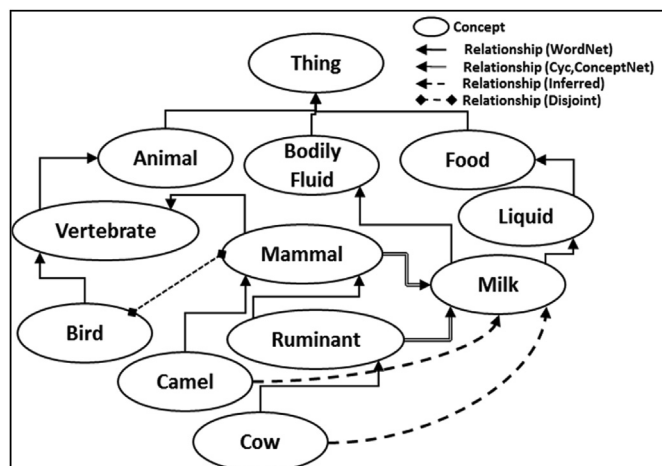 Concept
Relationship (WordNet)
Relationship (Cyc,ConceptNet)
Relationship (Inferred)
Relationship (Disjoint)
Thing
Animal
Bodily
Fluid
Food
Vertebrate
Liquid
Mammal
Milk
Bird
Ruminant
Camel
Cow